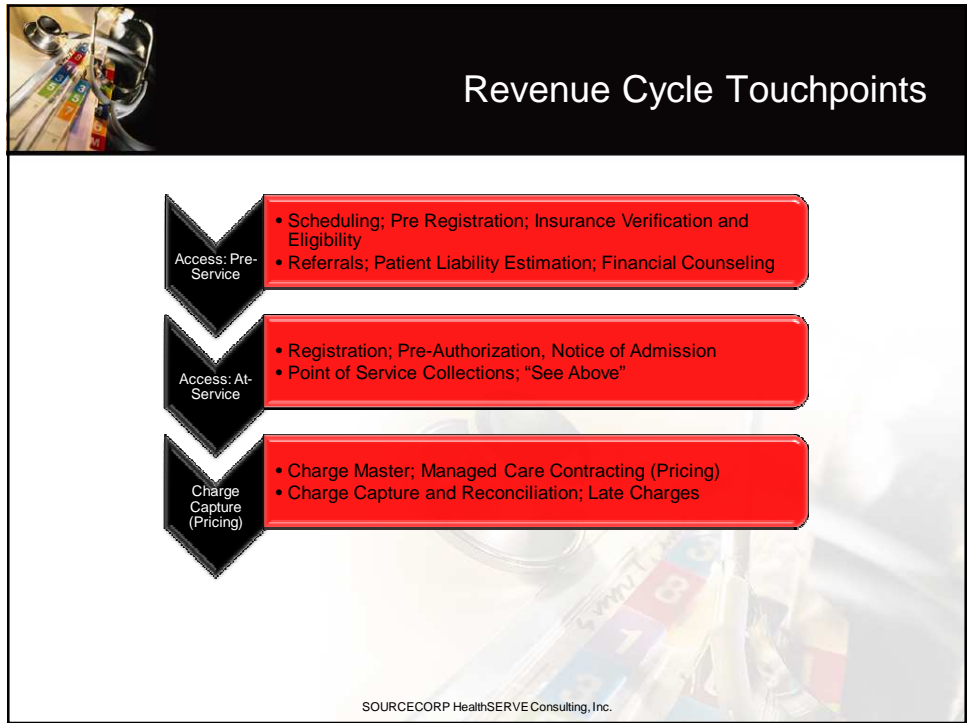 Revenue Cycle Touchpoints
Access: Pre-
Service
• Scheduling; Pre Registration; Insurance Verification and
Eligibility
• Referrals; Patient Liability Estimation; Financial Counseling
Access: At-
Service
• Registration; Pre-Authorization, Notice of Admission
• Point of Service Collections; “See Above”
Charge
Capture
(Pricing)
• Charge Master; Managed Care Contracting (Pricing)
• Charge Capture and Reconciliation; Late Charges
SOURCECORP HealthSERVE Consulting, Inc.